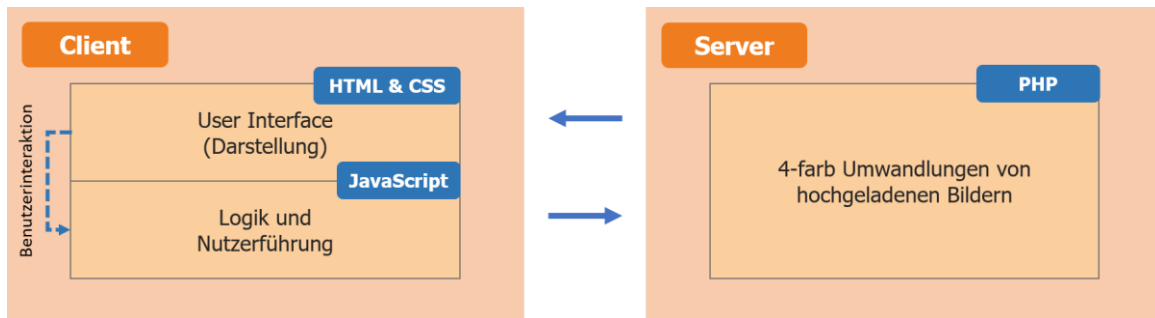 Client
HTML & CSS
User Interface
(Darstellung)
JavaScript
Logik und
Nutzerführung
Benutzerinteraktion
Server
PHP
4-farb Umwandlungen von
hochgeladenen Bildern